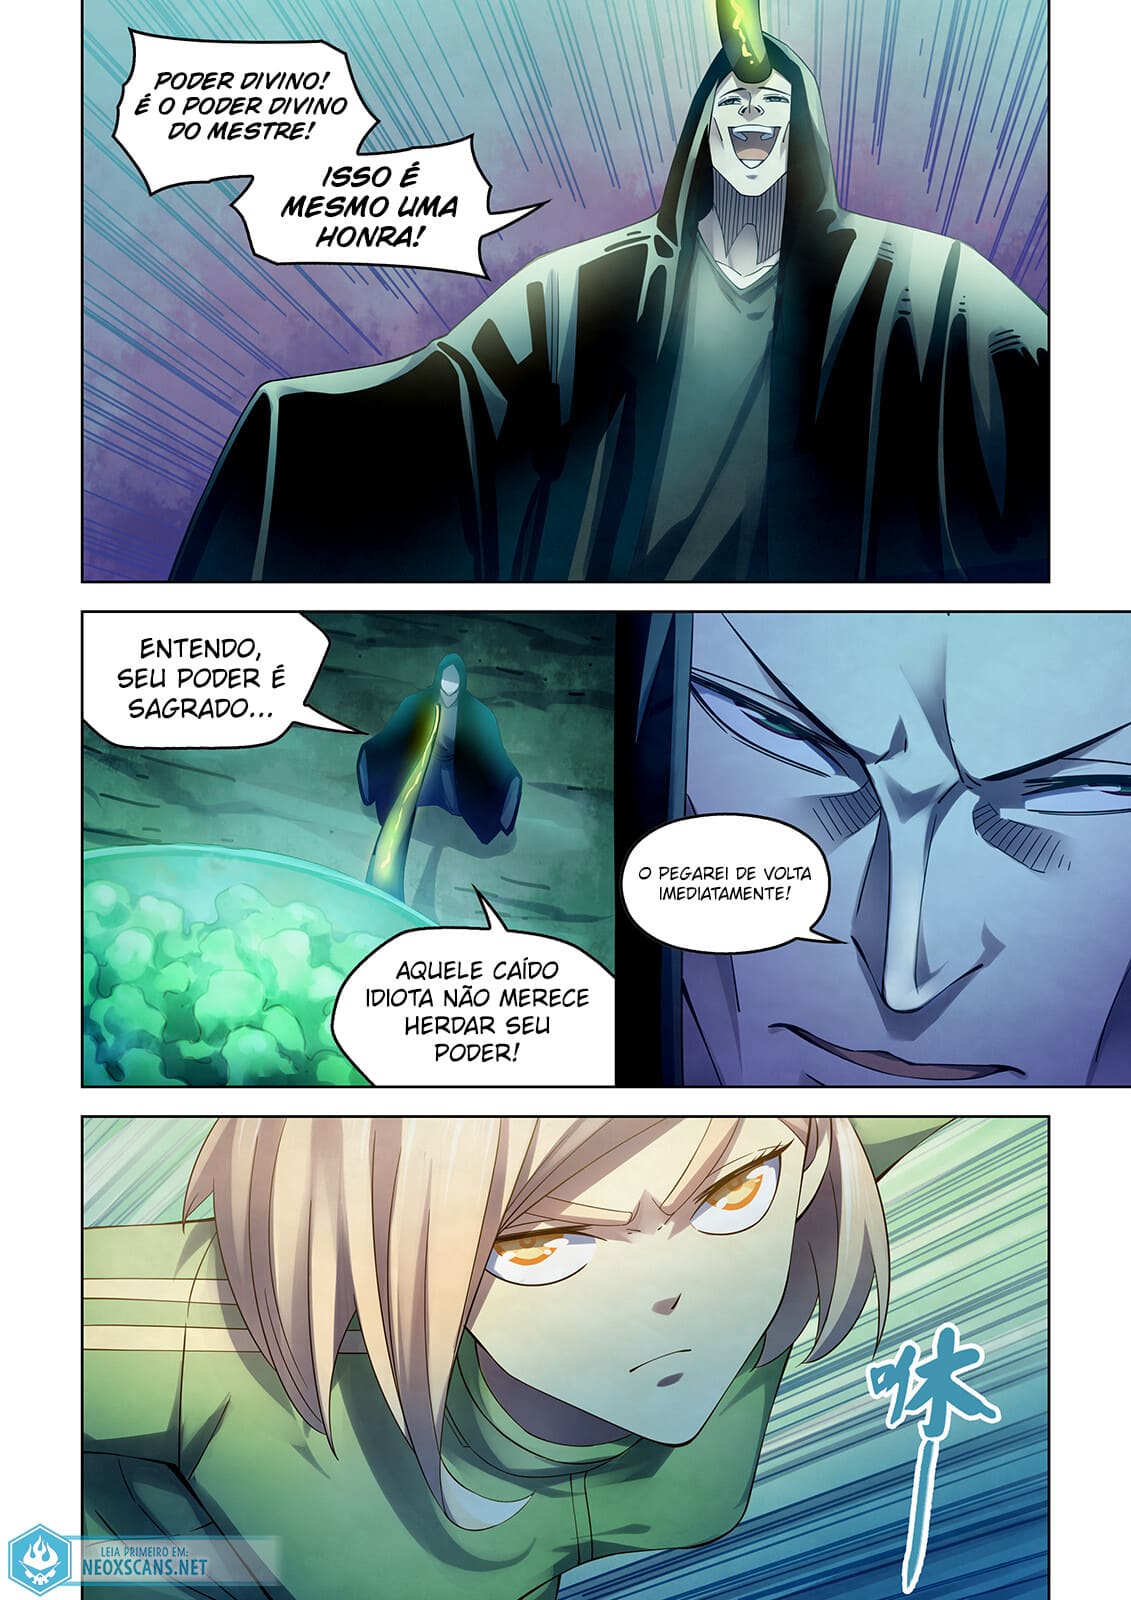 PODER DIVINO!
É O PODER DIVINO
DO MESTRE!
ISSO É
MESMO UMA
HONRA!
ENTENDO,
SEU PODER É
SAGRADO...
AQUELE CAÍDO
IDIOTA NÃO MERECE
HERDAR SEU
PODER!
O PEGAREI DE VOLTA
IMEDIATAMENTE!
咻
LEIA PRIMEIRO EM:
NEOXSCANS.NET